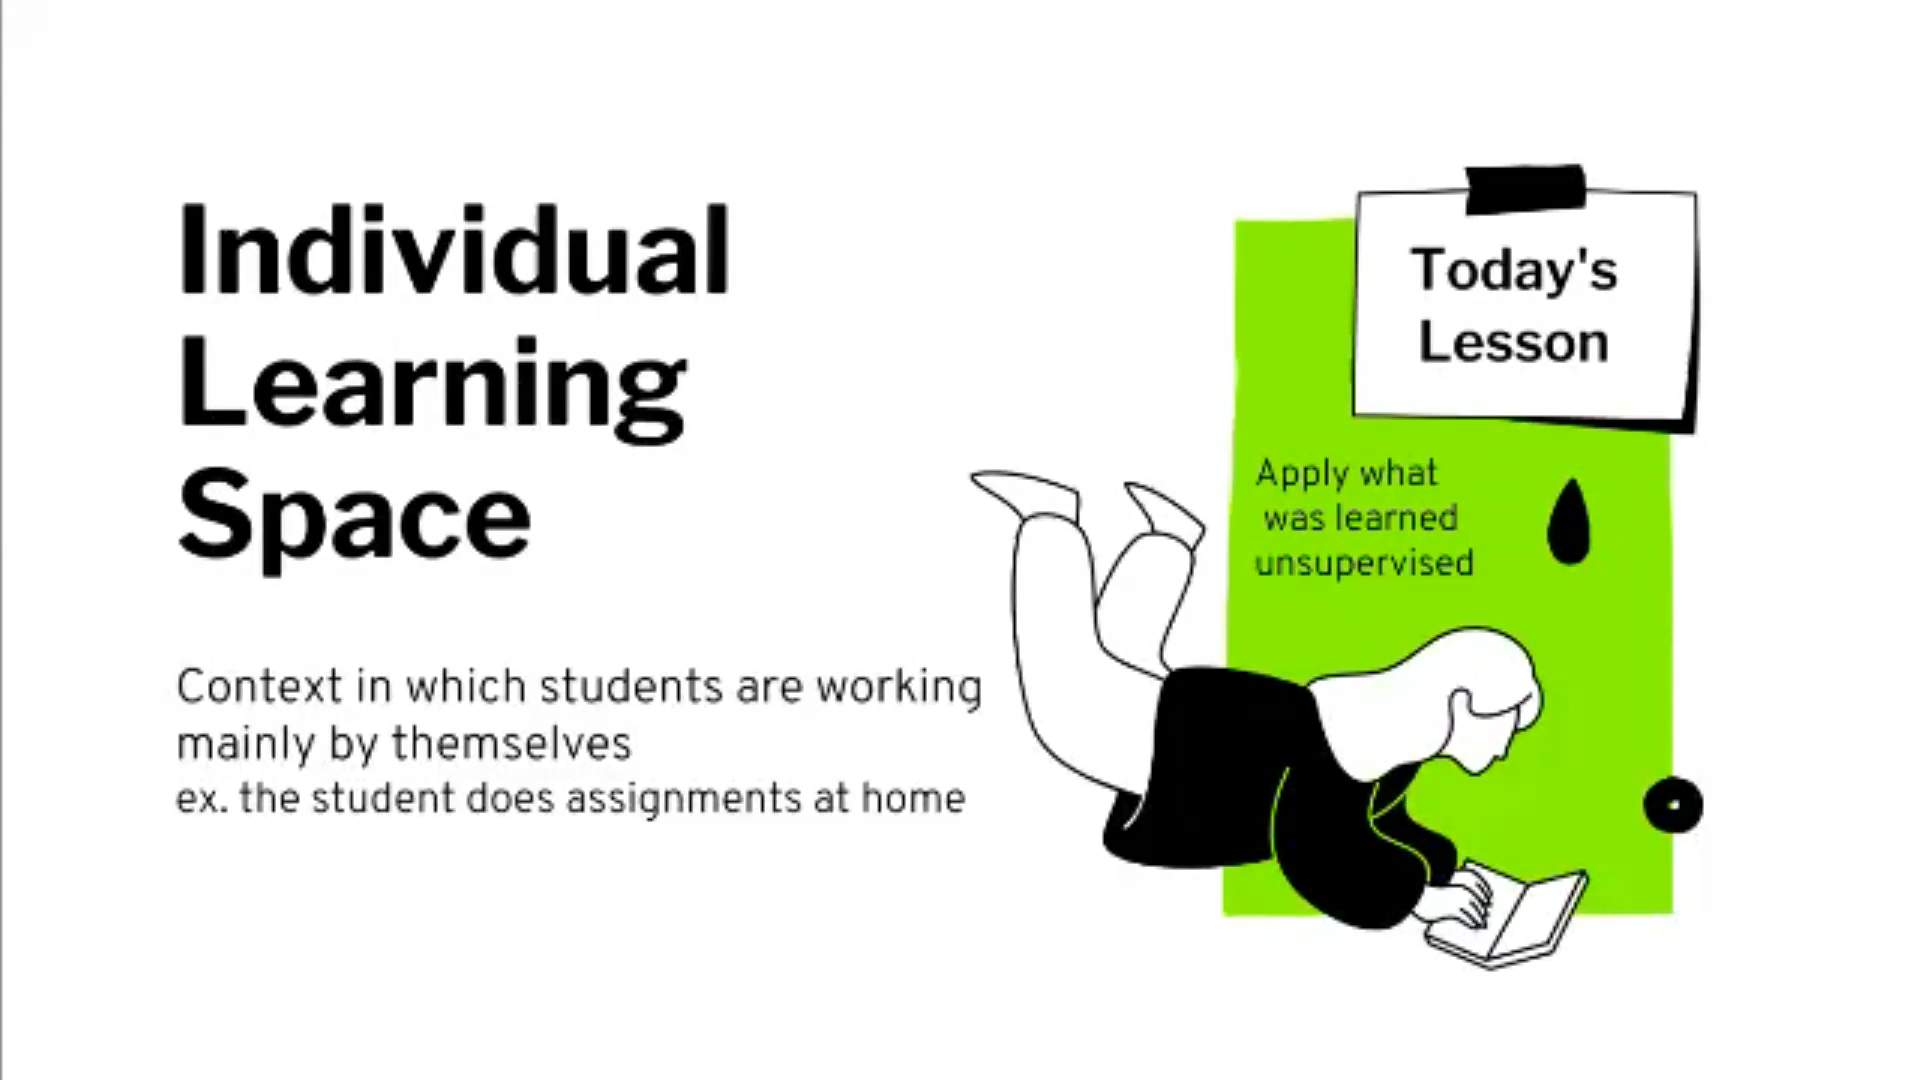 Individual
Learning
Space
Context in which students are working
mainly by themselves
ex. the student does assignments at home
Today's
Lesson
Apply what
was learned
unsupervised